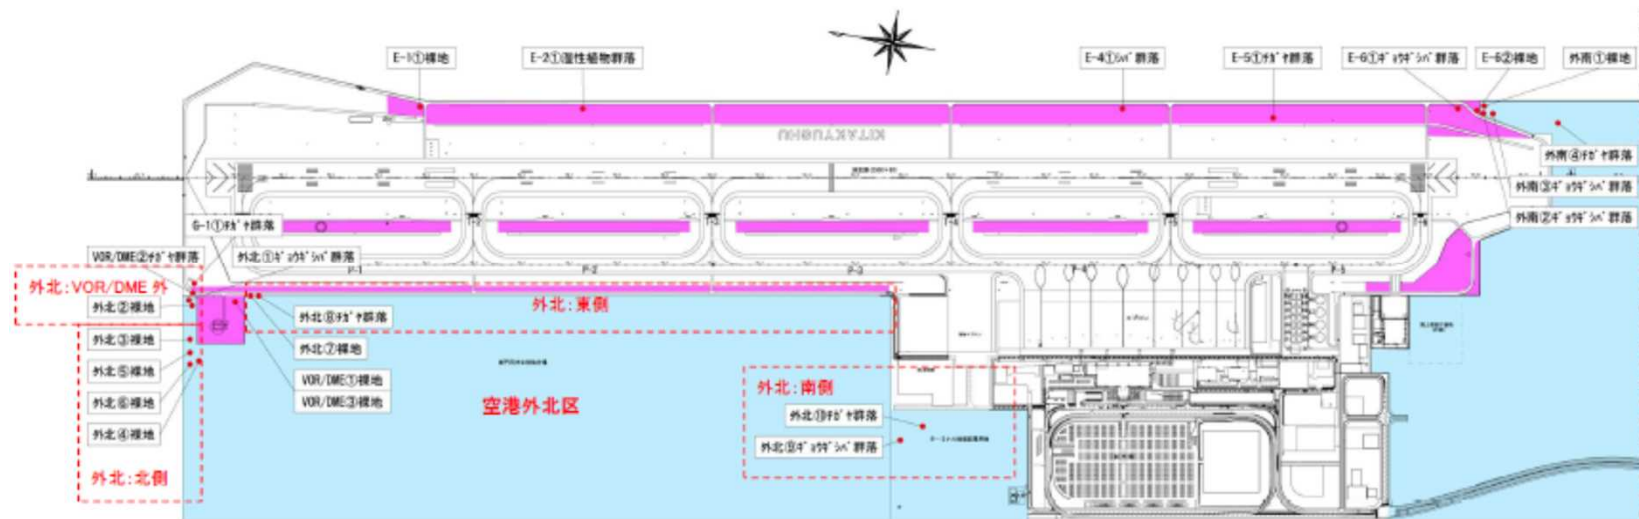 E-1①裸地
E-2①湿性植物群落
E-4①シバ群落
E-5①チガヤ群落
E-6①ギョウギシバ群落
E-6②裸地
外南①裸地
KITAKYUSHU
外南④チガヤ群落
外南③ギョウギシバ群落
外南②ギョウギシバ群落
G-1①チガヤ群落
VOR/DME②チガヤ群落
外北①ギョウギシバ群落
P-1
P-2
P-3
P-4
P-5
外北:VOR/DME 外
外北:東側
外北②裸地
外北⑧チガヤ群落
外北③裸地
外北⑦裸地
外北⑤裸地
VOR/DME①裸地
VOR/DME③裸地
外北⑥裸地
外北④裸地
外北:北側
空港外北区
外北:南側
外北⑩チガヤ群落
外北⑨ギョウギシバ群落